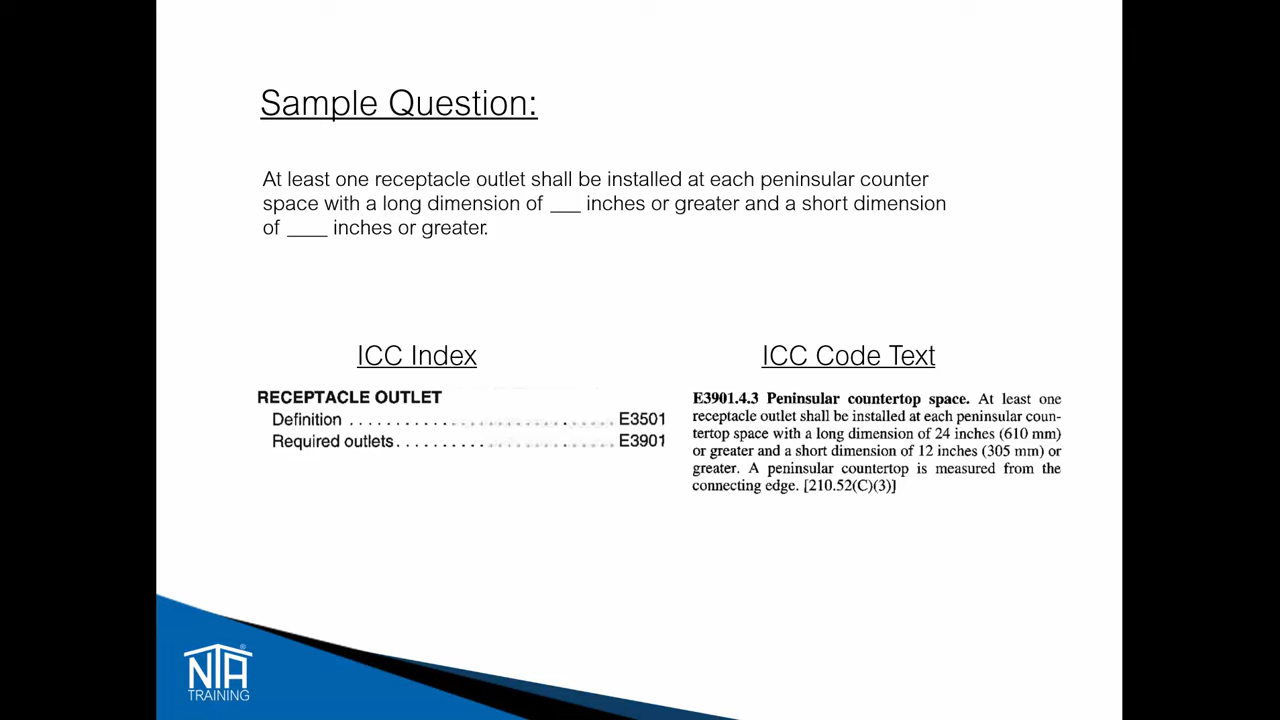 Sample Question:
At least one receptacle outlet shall be installed at each peninsular counter
space with a long dimension of ___ inches or greater and a short dimension
of ____ inches or greater.
ICC Index
RECEPTACLE OUTLET
Definition . . . . . . . . . . . . . . . . . . . . . . . . . . . E3501
Required outlets. . . . . . . . . . . . . . . . . . . . . . E3901
ICC Code Text
E3901.4.3 Peninsular countertop space. At least one
receptacle outlet shall be installed at each peninsular coun-
tertop space with a long dimension of 24 inches (610 mm)
or greater and a short dimension of 12 inches (305 mm) or
greater. A peninsular countertop is measured from the
connecting edge. [210.52(C)(3)]
NTA ®
TRAINING